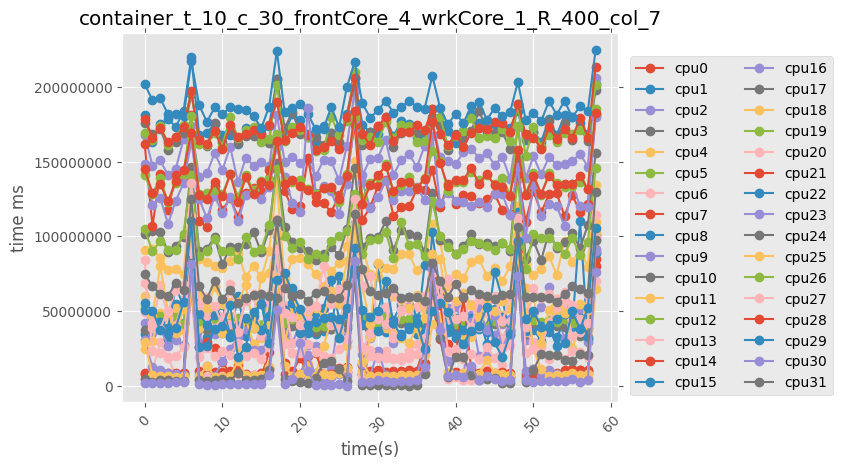 container_t_10_c_30_frontCore_4_wrkCore_1_R_400_col_7
time ms
200000000
150000000
100000000
50000000
0
0
10
20
30
40
50
60
time(s)
cpu0
cpu1
cpu2
cpu3
cpu4
cpu5
cpu6
cpu7
cpu8
cpu9
cpu10
cpu11
cpu12
cpu13
cpu14
cpu15
cpu16
cpu17
cpu18
cpu19
cpu20
cpu21
cpu22
cpu23
cpu24
cpu25
cpu26
cpu27
cpu28
cpu29
cpu30
cpu31